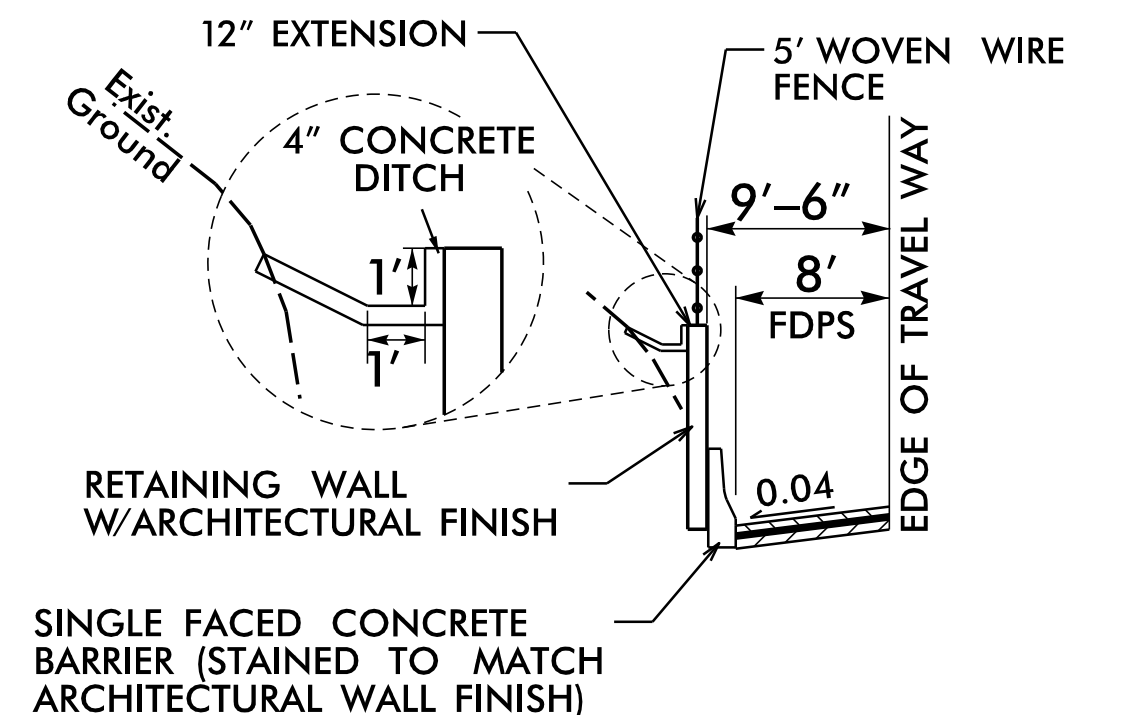 12" EXTENSION
5' WOVEN WIRE
FENCE
Exist.
Ground
4" CONCRETE
DITCH
9'–6"
1'
8'
FDPS
1'
EDGE OF TRAVEL WAY
RETAINING WALL
W/ARCHITECTURAL FINISH
0.04
SINGLE FACED CONCRETE
BARRIER (STAINED TO MATCH
ARCHITECTURAL WALL FINISH)